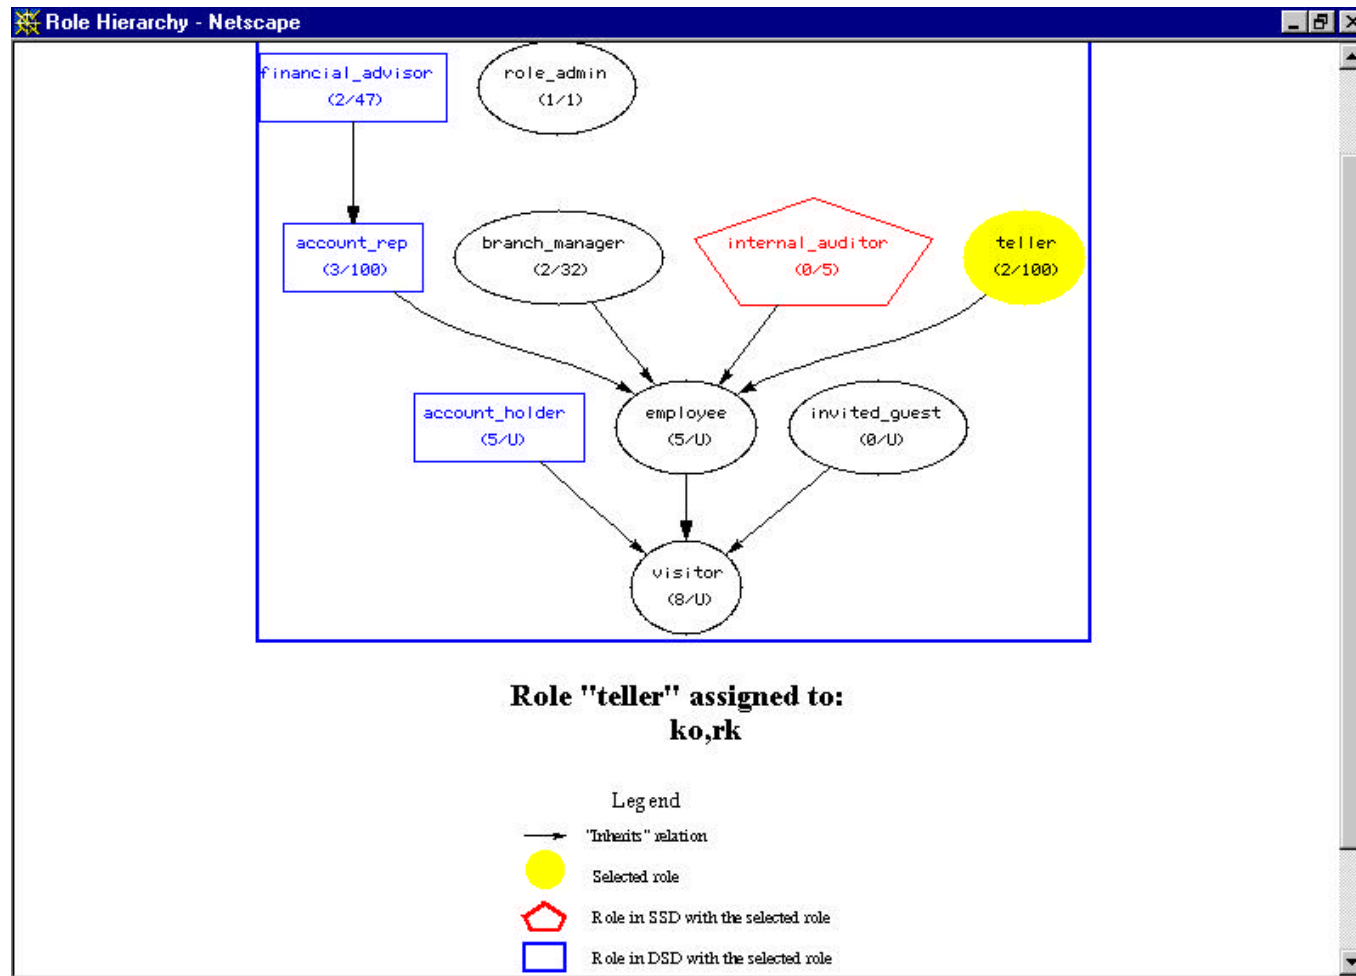 Role Hierarchy - Netscape
financial_advisor
(2/47)
role_admin
(1/1)
account_rep
(3/100)
branch_manager
(2/32)
internal_auditor
(0/5)
teller
(2/100)
account_holder
(5/U)
employee
(5/U)
invited_guest
(0/U)
visitor
(8/U)
Role "teller" assigned to:
ko,rk
Legend
"Inherits" relation
Selected role
Role in SSD with the selected role
Role in DSD with the selected role